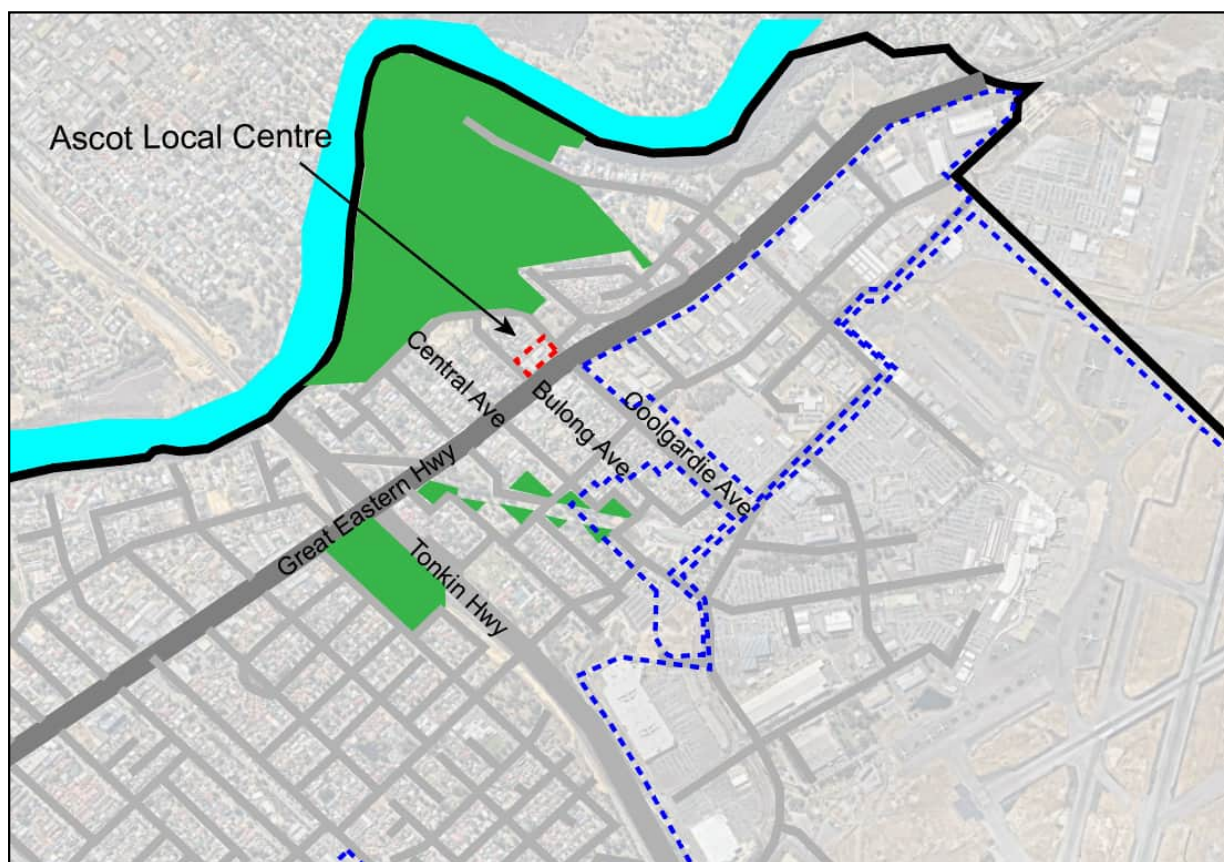 Ascot Local Centre
Central Ave
Bulong Ave
Coolgardie Ave
Great Eastern Hwy
Tonkin Hwy